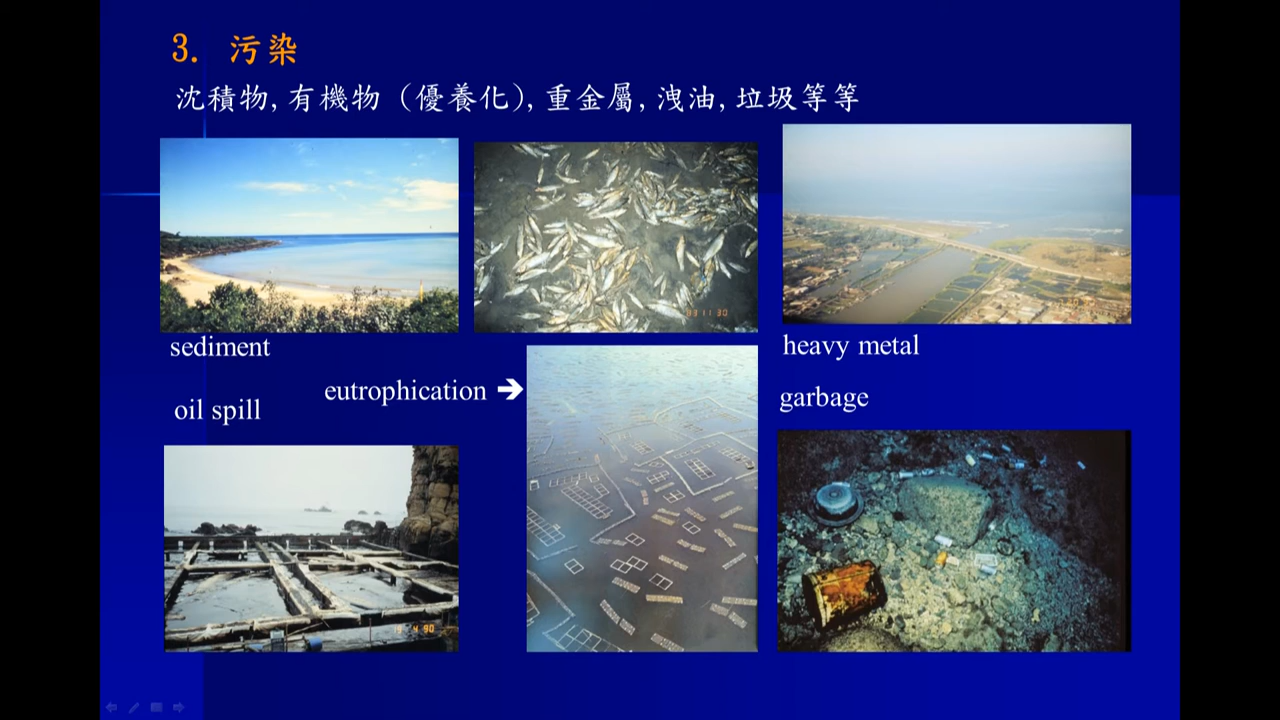 3. 污染
沈積物, 有機物 (優養化), 重金屬, 洩油, 垃圾等等
sediment
heavy metal
eutrophication ➔
garbage
oil spill